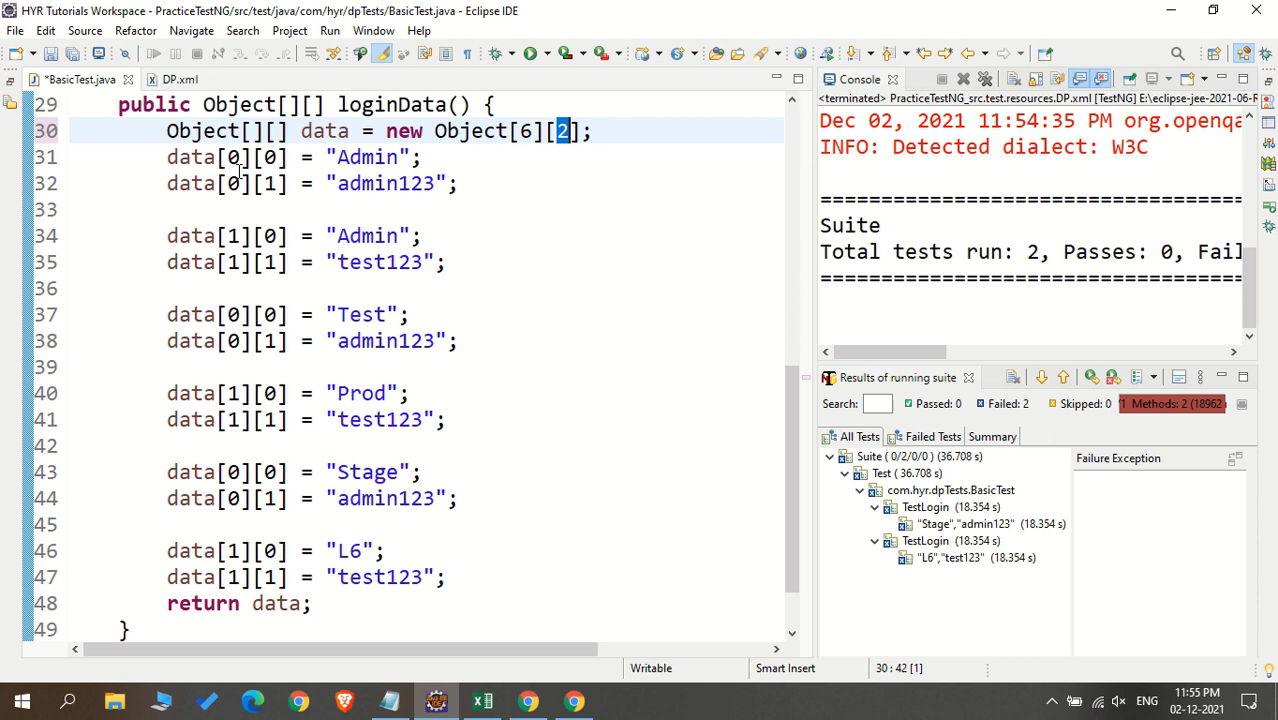 HYR Tutorials Workspace - PracticeTestNG/src/test/java/com/hyr/dpTests/BasicTest.java - Eclipse IDE
File Edit Source Refactor Navigate Search Project Run Window Help
*BasicTest.java DP.xml
29 public Object[][] loginData() {
30 Object[][] data = new Object[6][2];
31 data[0][0] = "Admin";
32 data[0][1] = "admin123";
33
34 data[1][0] = "Admin";
35 data[1][1] = "test123";
36
37 data[0][0] = "Test";
38 data[0][1] = "admin123";
39
40 data[1][0] = "Prod";
41 data[1][1] = "test123";
42
43 data[0][0] = "Stage";
44 data[0][1] = "admin123";
45
46 data[1][0] = "L6";
47 data[1][1] = "test123";
48 return data;
49 }
Console
<terminated> PracticeTestNG_src.test.resources.DP.xml [TestNG] E:\eclipse-jee-2021-06-R
Dec 02, 2021 11:54:35 PM org.openqa
INFO: Detected dialect: W3C
===================================
Suite
Total tests run: 2, Passes: 0, Fail
===================================
Results of running suite
Search: Passed: 0 Failed: 2 Skipped: 0 Methods: 2 (18962
All Tests Failed Tests Summary
Suite ( 0/2/0/0 ) (36.708 s)
Test ( 36.708 s)
com.hyr.dpTests.BasicTest
TestLogin (18.354 s)
"Stage","admin123" (18.354 s)
TestLogin (18.354 s)
"L6","test123" (18.354 s)
Failure Exception
Writable Smart Insert 30 : 42 [1]
ENG
11:55 PM
02-12-2021